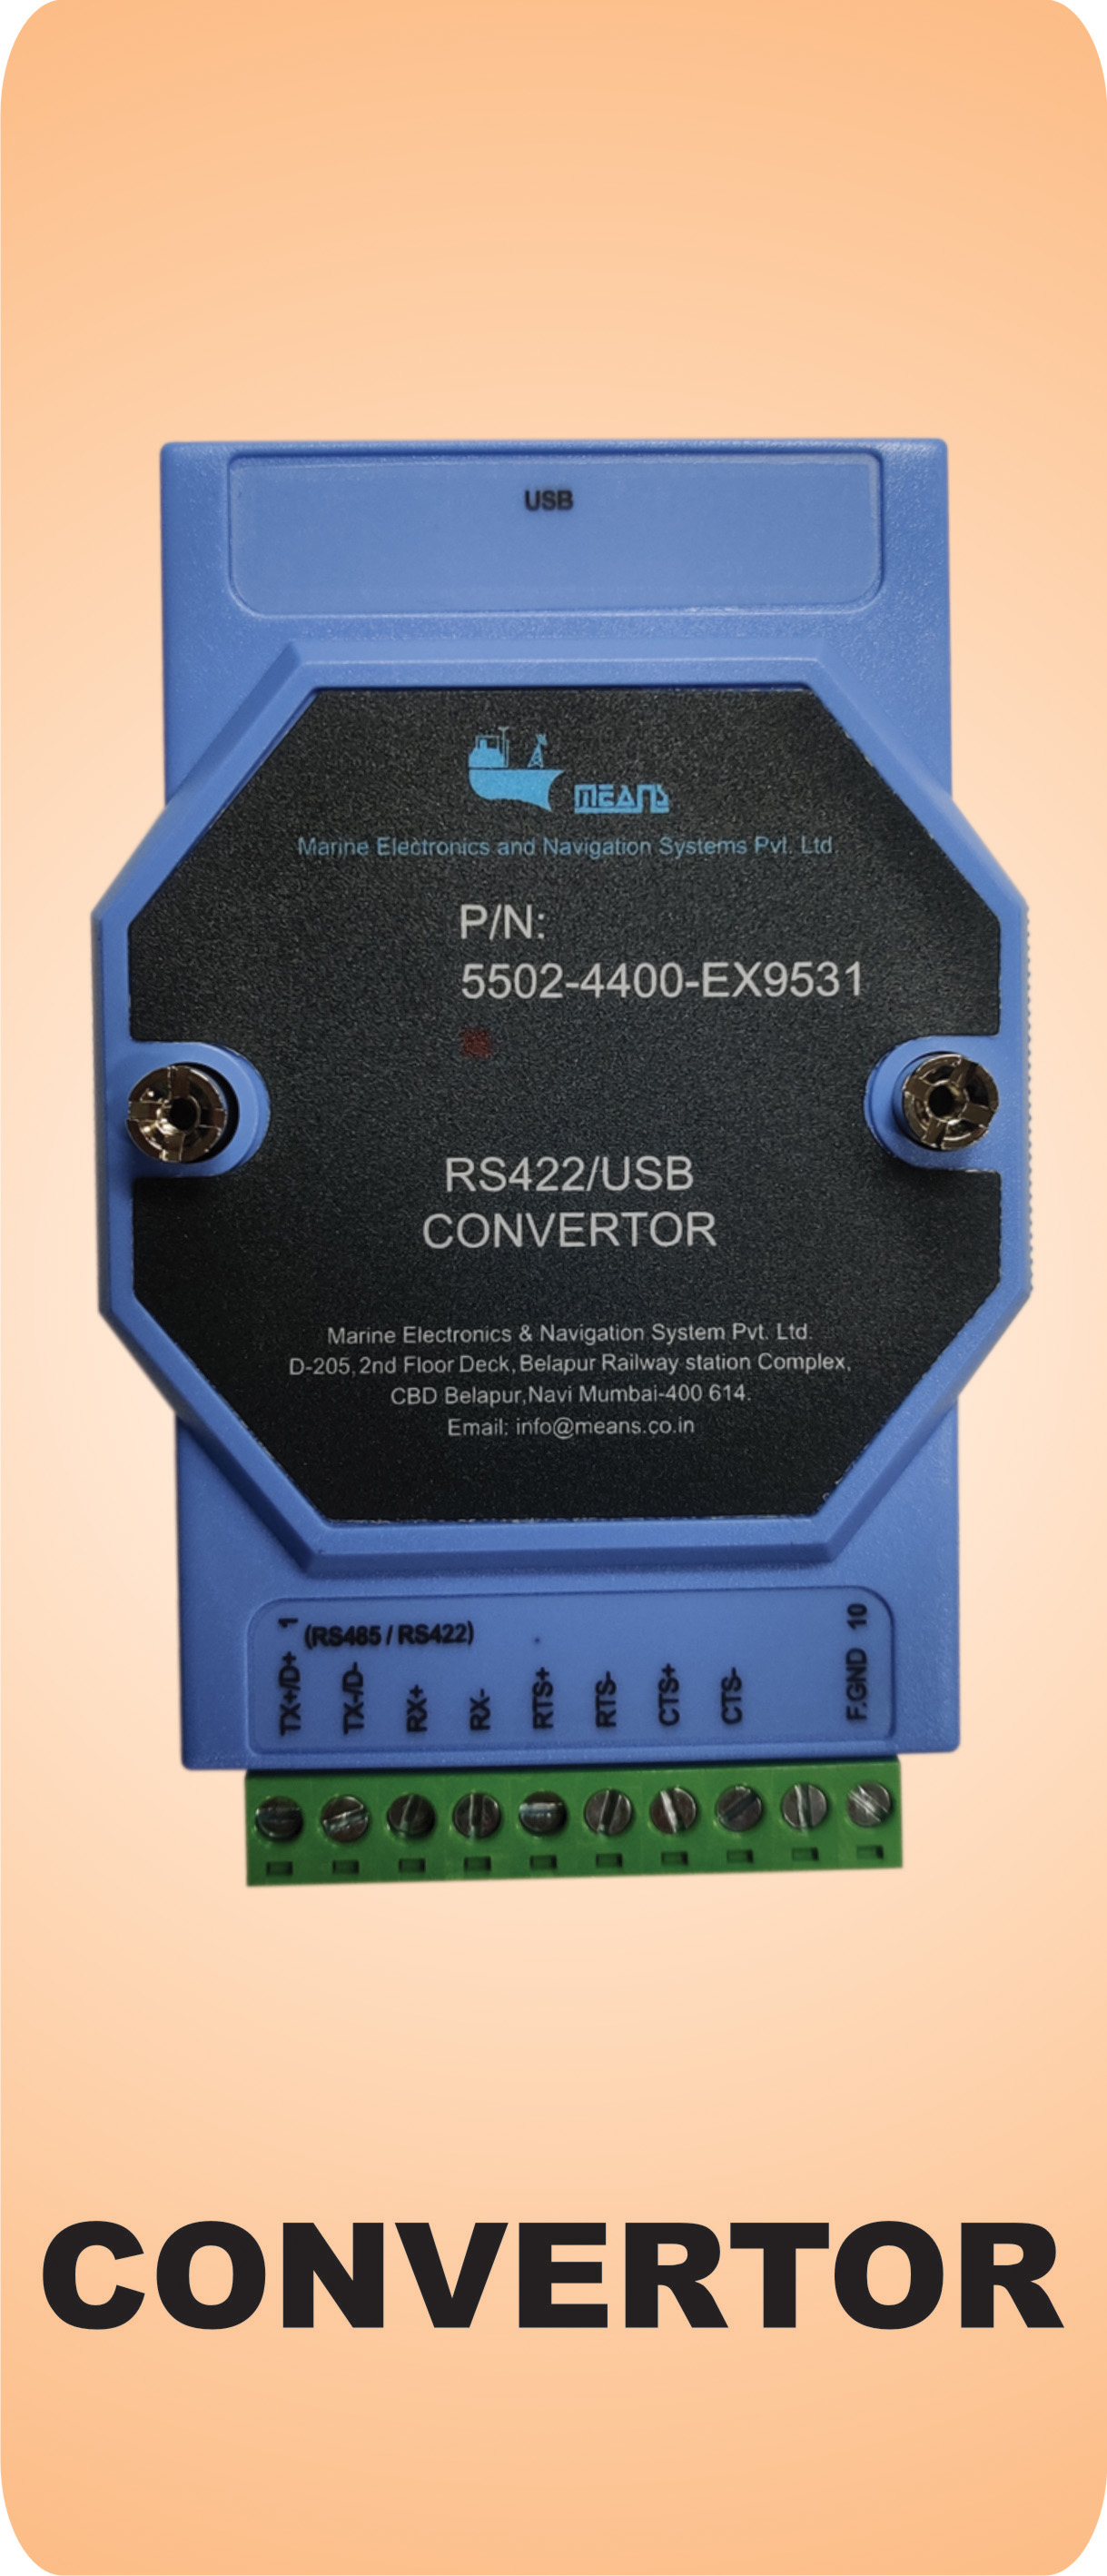 USB
MEANS
Marine Electronics and Navigation Systems Pvt. Ltd.
P/N:
5502-4400-EX9531
RS422/USB
CONVERTOR
Marine Electronics & Navigation System Pvt. Ltd.
D-205, 2nd Floor Deck, Belapur Railway station Complex,
CBD Belapur,Navi Mumbai-400 614.
Email: info@means.co.in
1
(RS485 / RS422)
10
TX+/D+
TX-/D-
RX+
RX-
RTS+
RTS-
CTS+
CTS-
F.GND
CONVERTOR